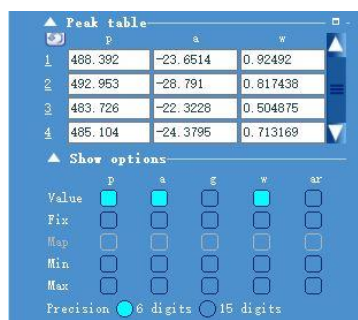 Peak table
p a w
1 488.392 -23.6514 0.92492
2 492.953 -28.791 0.817438
3 483.726 -22.3228 0.504875
4 485.104 -24.3795 0.713169
Show options
p a g w ar
Value
Fix
Map
Min
Max
Precision 6 digits 15 digits